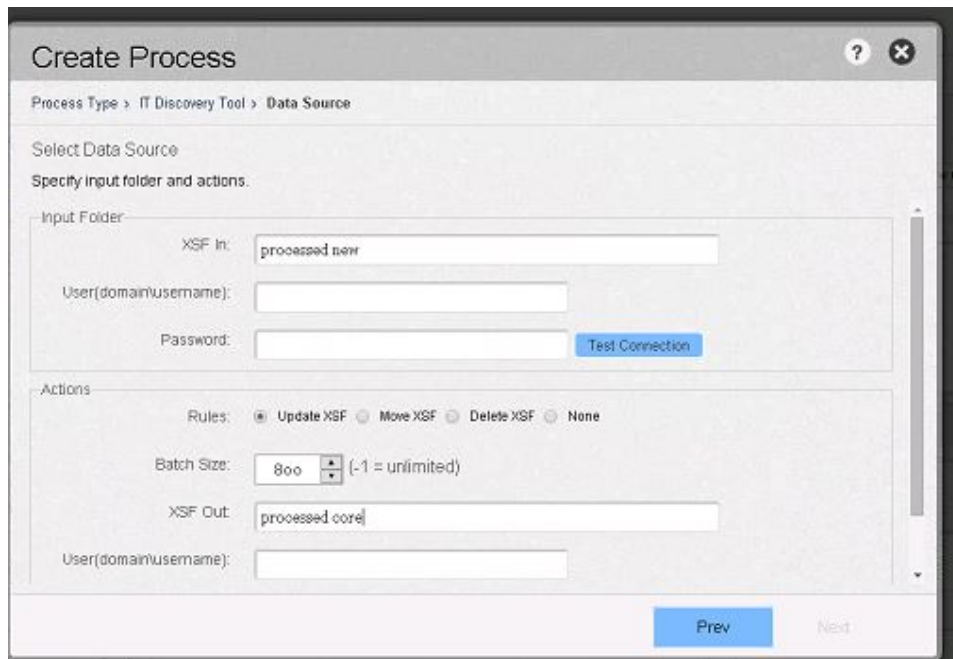 Create Process
?
Process Type > IT Discovery Tool > Data Source
Select Data Source
Specify input folder and actions.
Input Folder
XSF In: processed new
User(domain\username):
Password: Test Connection
Actions
Rules: Update XSF Move XSF Delete XSF None
Batch Size: 800 (-1 = unlimited)
XSF Out: processed core
User(domain\username):
Prev Next